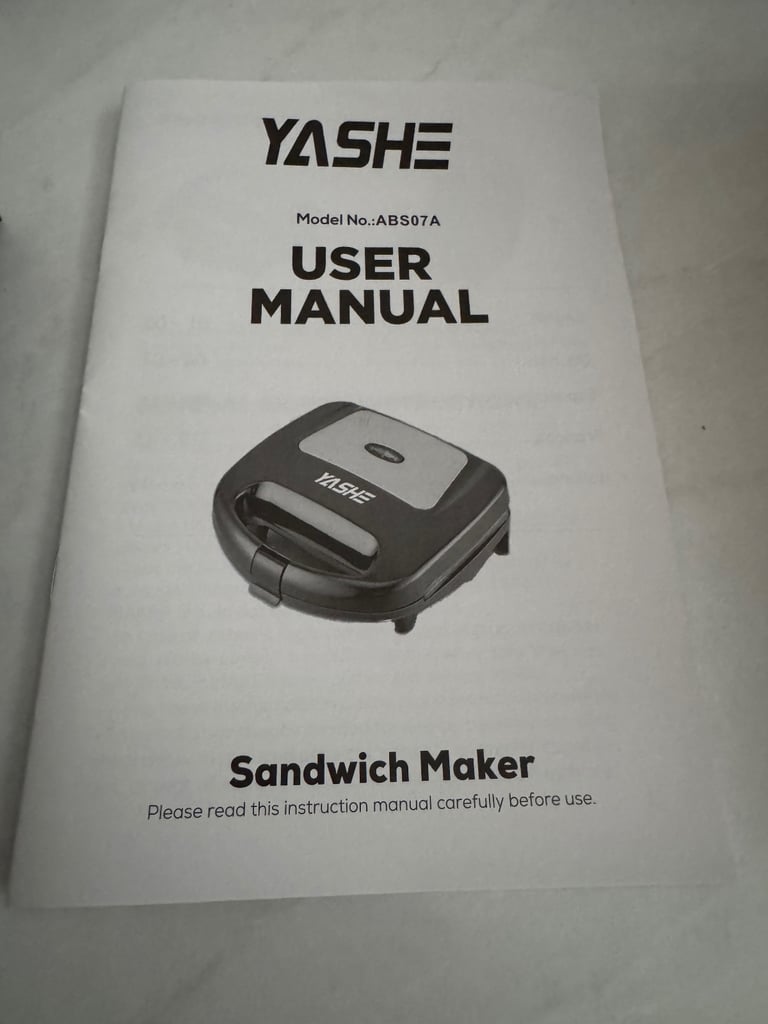 YASHE
Model No.:ABS07A
USER
MANUAL
YASHE
Sandwich Maker
Please read this instruction manual carefully before use.